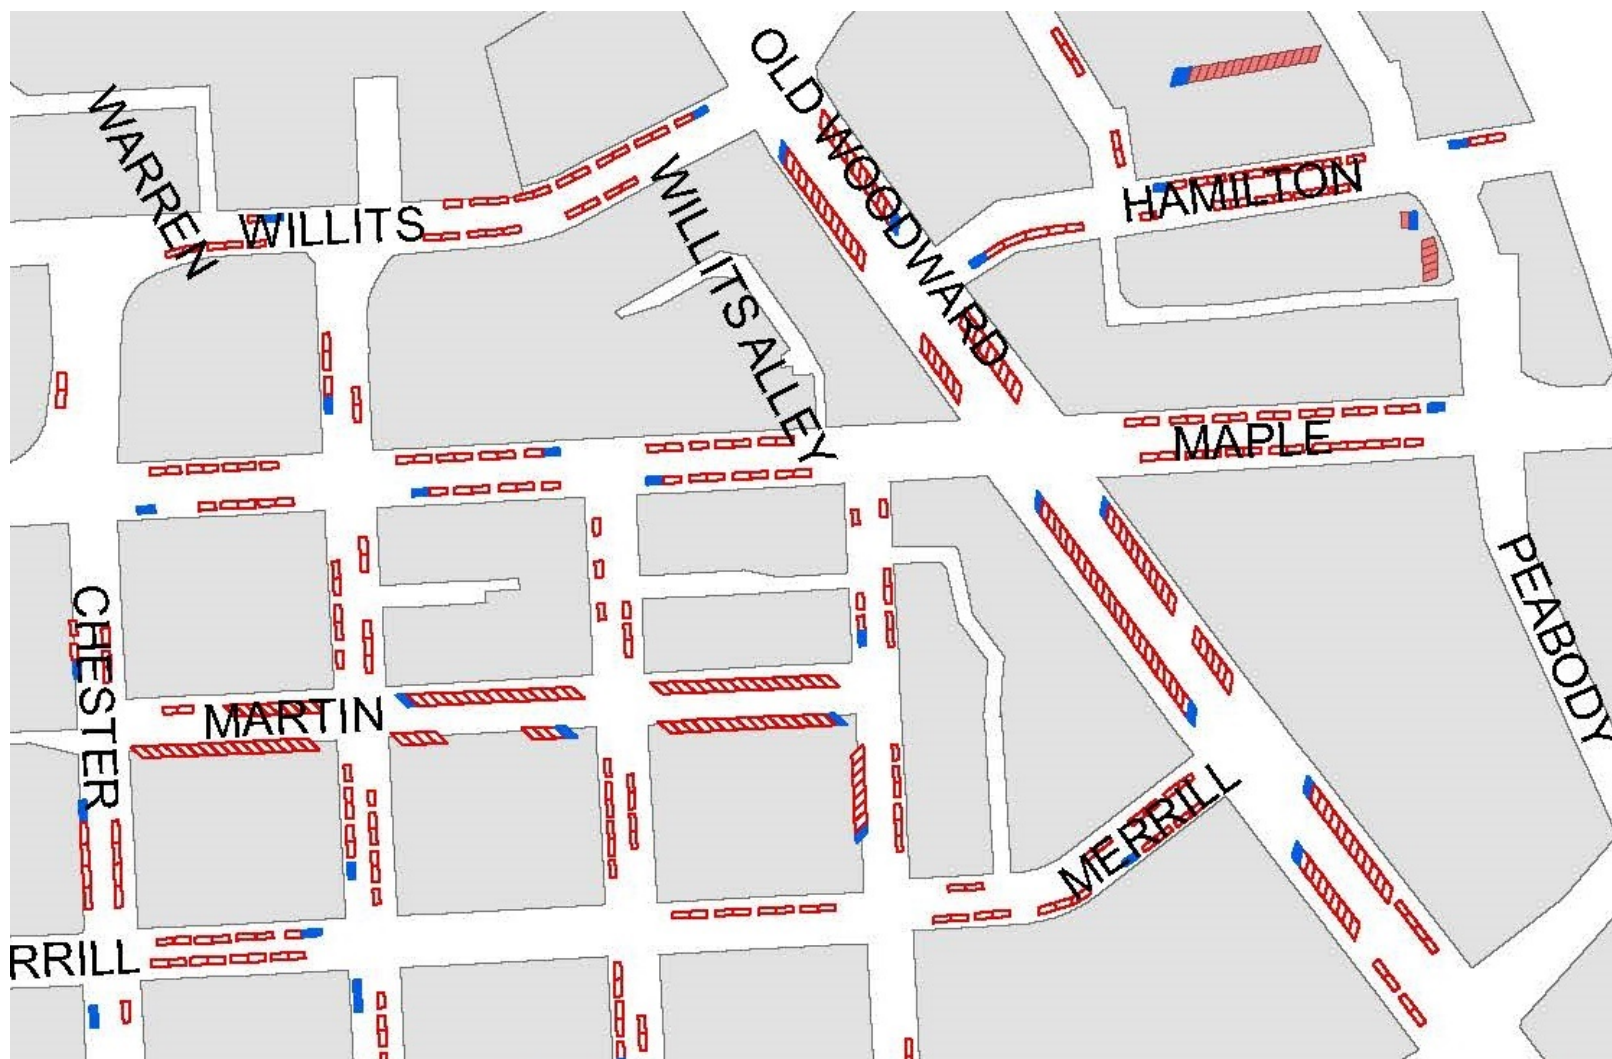 OLD WOODWARD
WARREN
WILLITS
WILLITS ALLEY
HAMILTON
MAPLE
PEABODY
CHESTER
MARTIN
MERRILL
RRILL